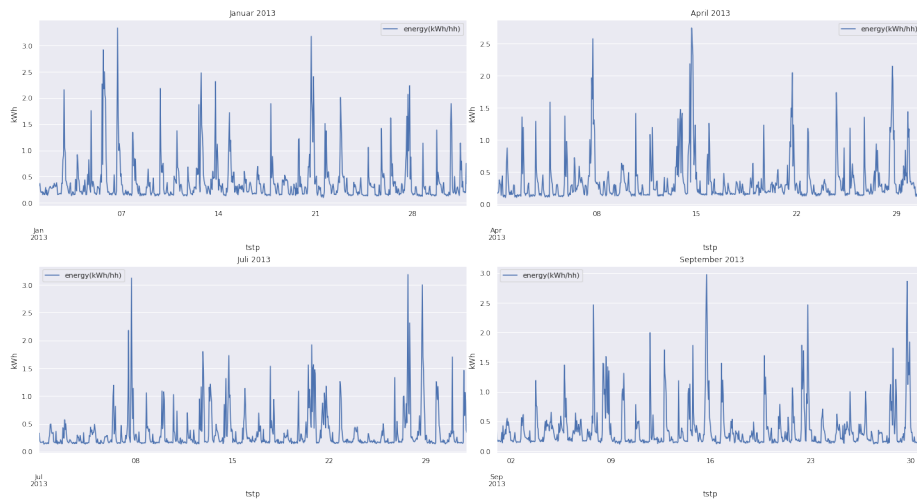 Januar 2013
energy(kWh/hh)
kWh
3.0
2.5
2.0
1.5
1.0
0.5
0.0
07
14
21
28
Jan
2013
tstp
April 2013
energy(kWh/hh)
kWh
2.5
2.0
1.5
1.0
0.5
0.0
08
15
22
29
Apr
2013
tstp
Juli 2013
energy(kWh/hh)
kWh
3.0
2.5
2.0
1.5
1.0
0.5
0.0
08
15
22
29
Jul
2013
tstp
September 2013
energy(kWh/hh)
kWh
3.0
2.5
2.0
1.5
1.0
0.5
0.0
02
09
16
23
30
Sep
2013
tstp